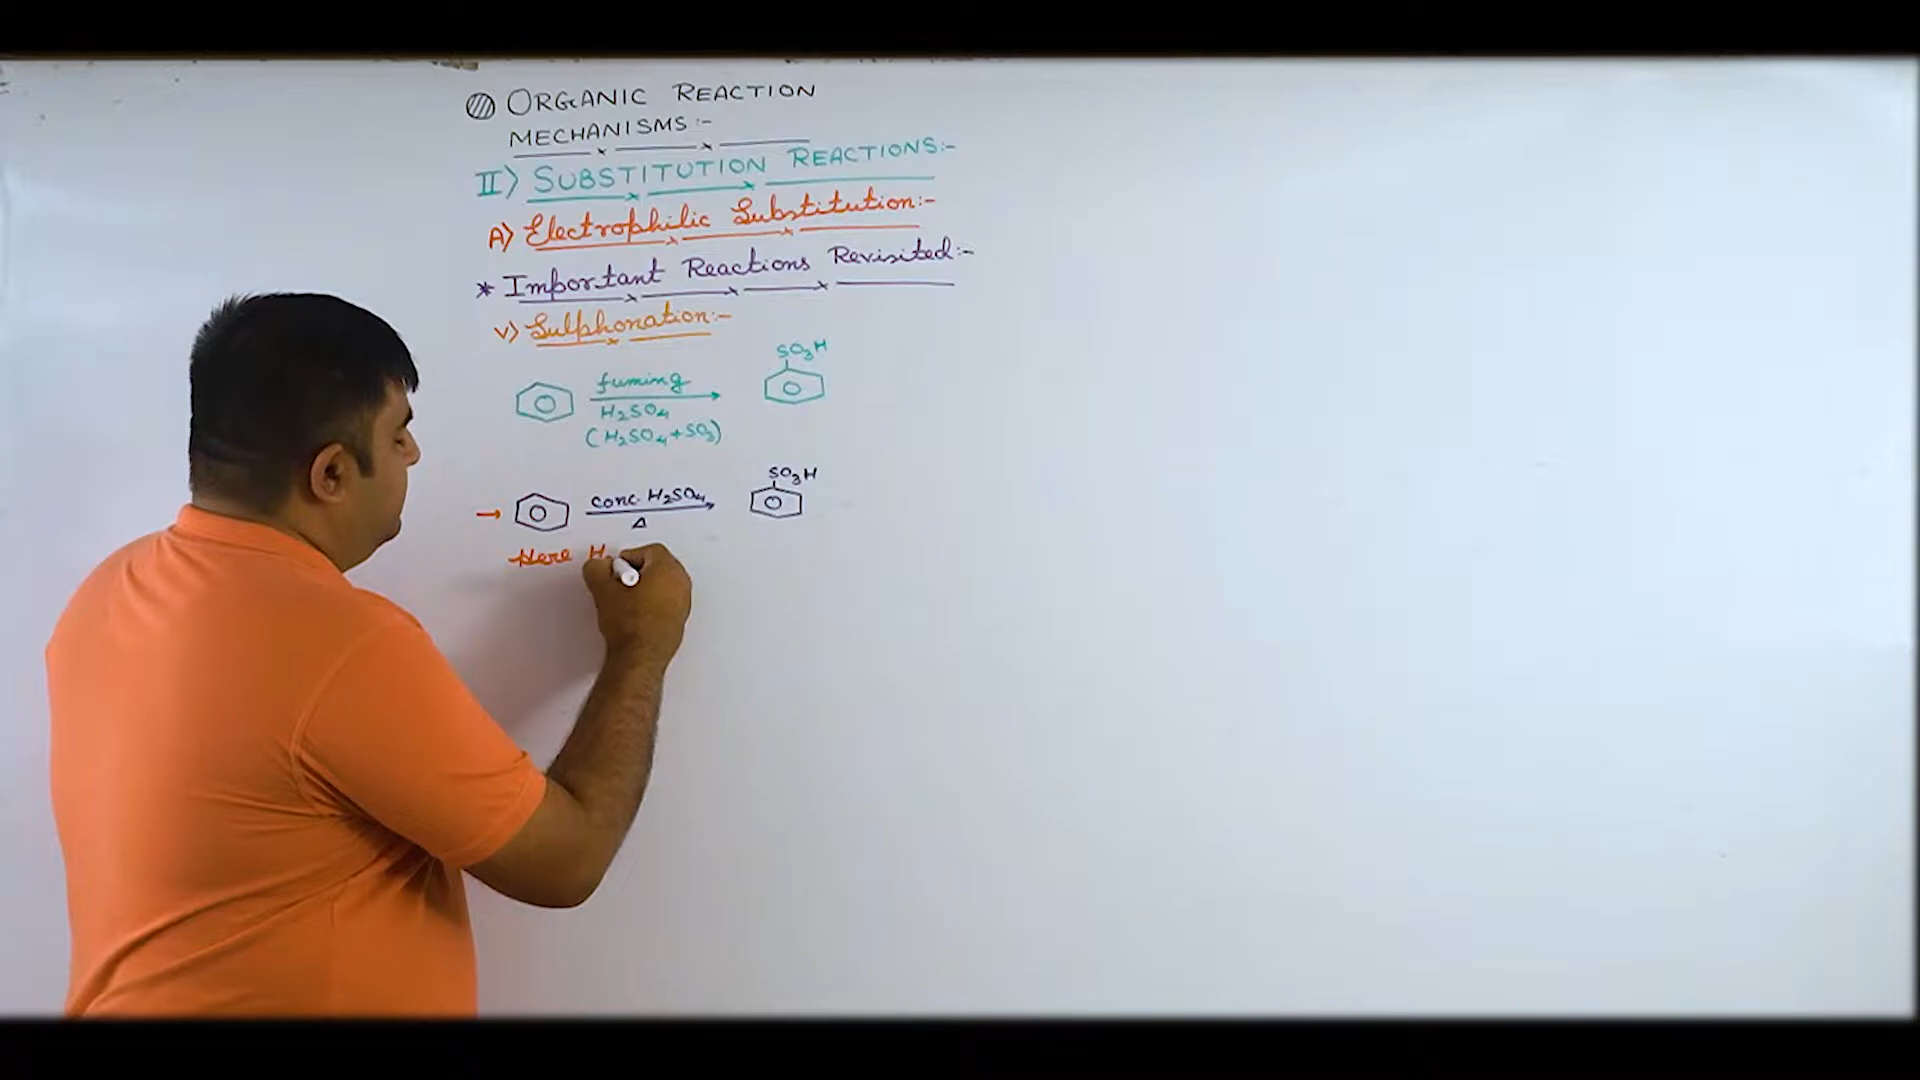 ORGANIC REACTION
MECHANISMS:-
II) SUBSTITUTION REACTIONS:-
A) Electrophilic Substitution:-
* Important Reactions Revisited:-
v) Sulphonation:-
SO3H
fuming
H2SO4
(H2SO4+SO3)
SO3H
→ conc. H2SO4
Δ
Here H